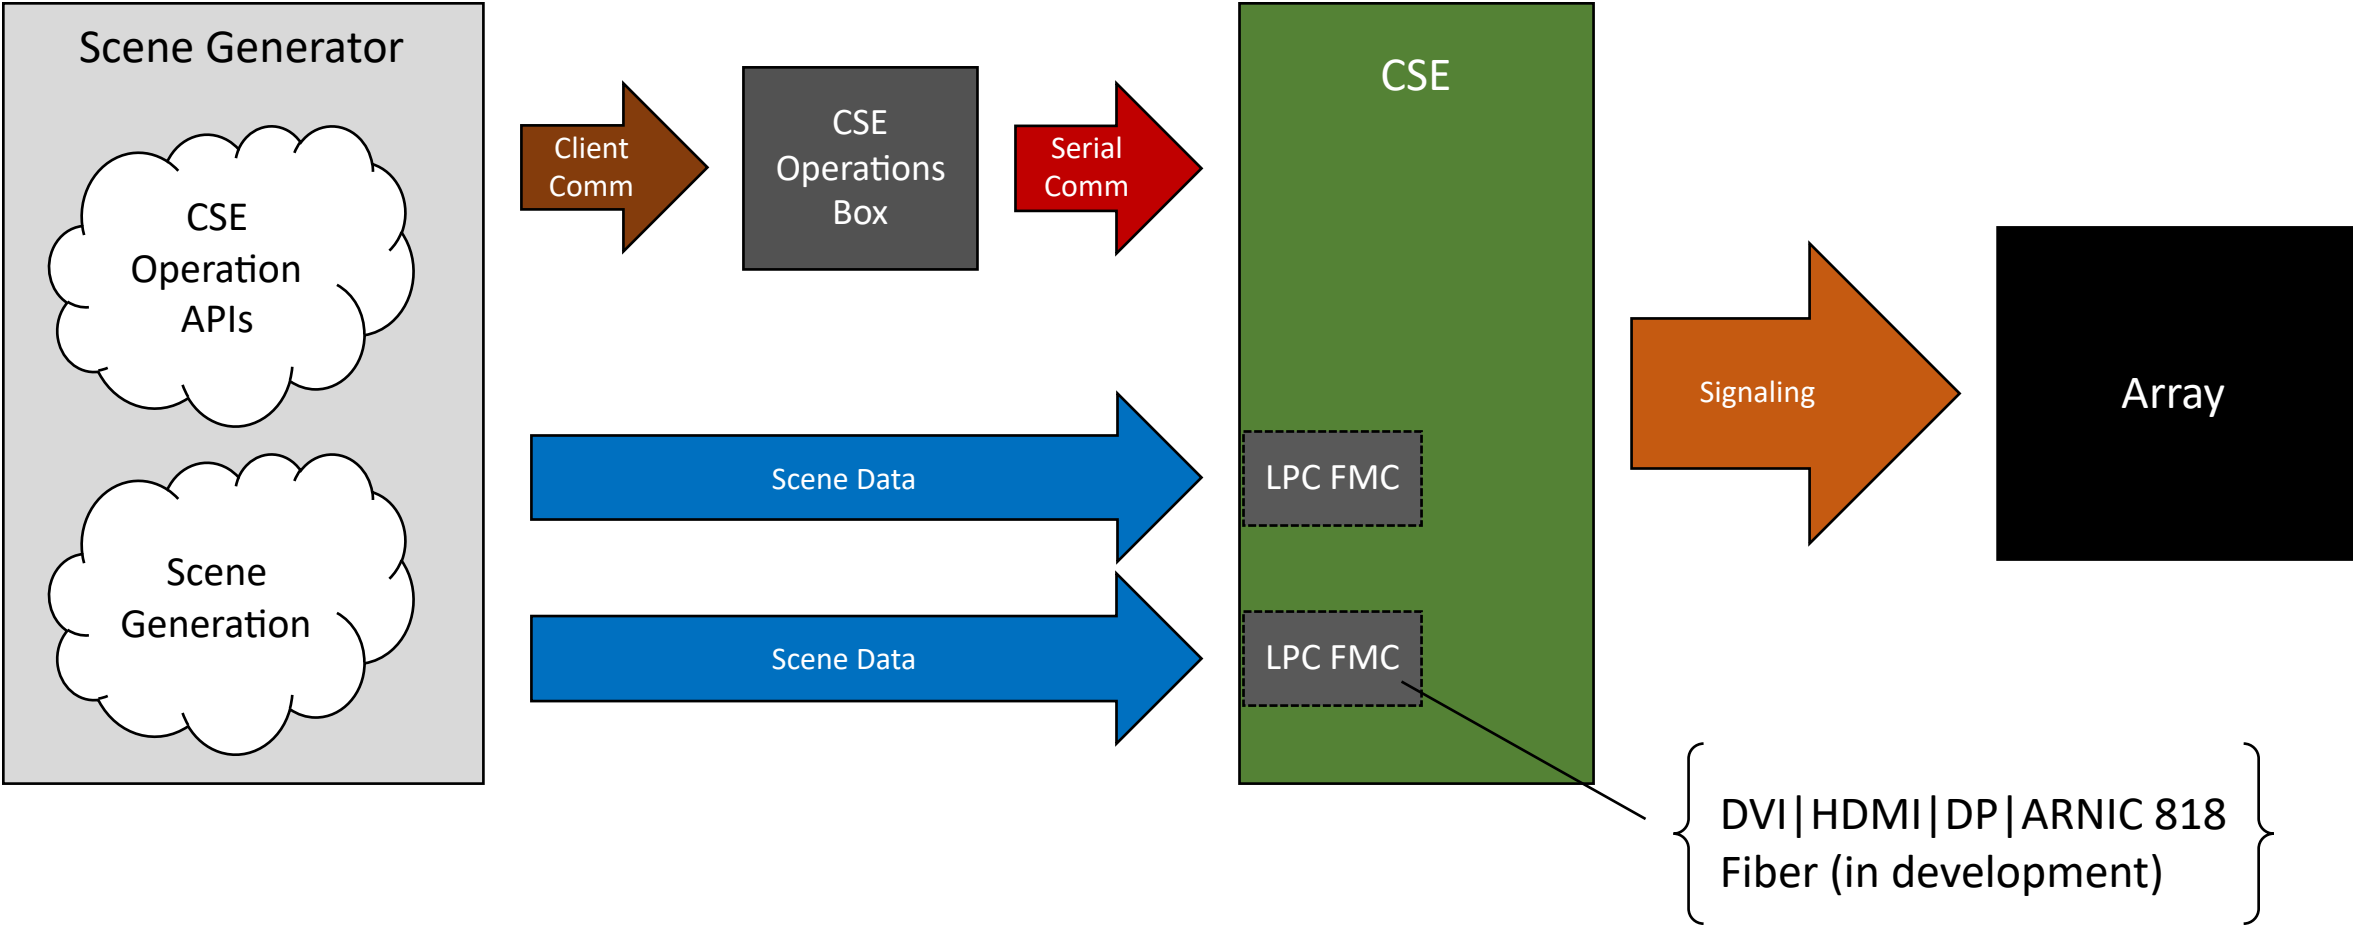 Scene Generator
CSE
Operation
APIs
Scene
Generation
Client
Comm
CSE
Operations
Box
Serial
Comm
Scene Data
Scene Data
CSE
LPC FMC
LPC FMC
Signaling
Array
DVI|HDMI|DP|ARNIC 818
Fiber (in development)